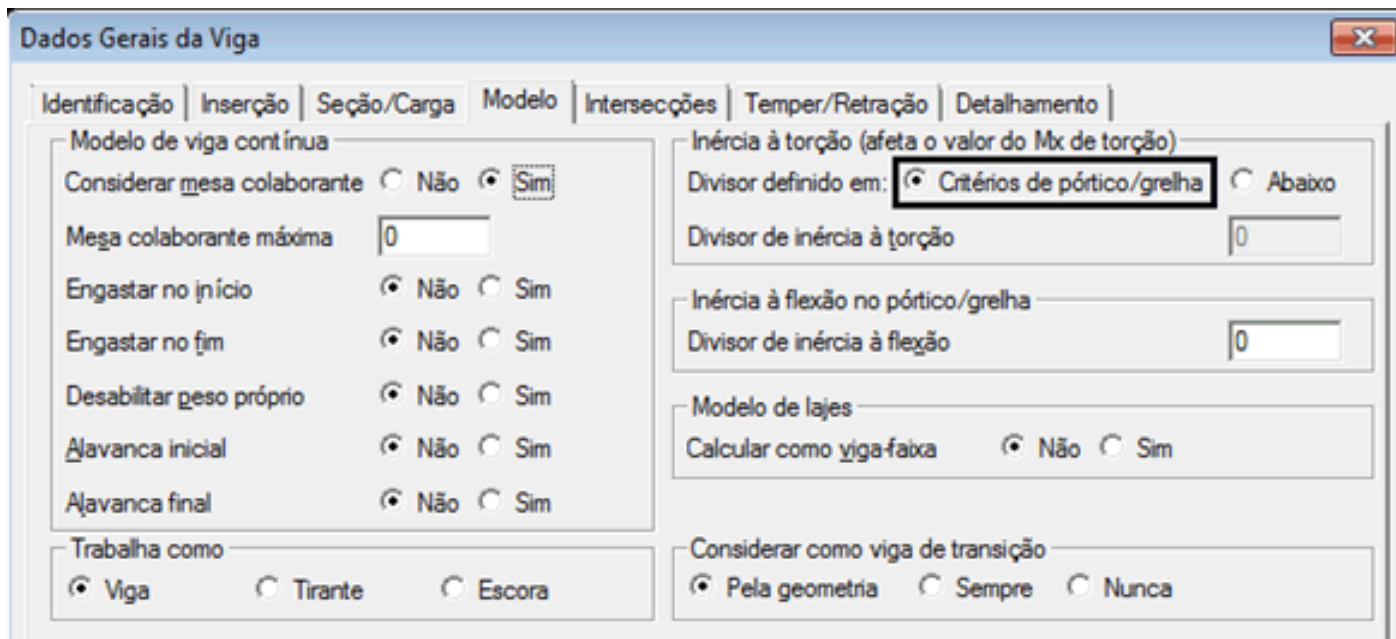 Dados Gerais da Viga
Identificação Inserção Seção/Carga Modelo Intersecções Temper/Retração Detalhamento
Modelo de viga contínua
Considerar mesa colaborante Não Sim
Mesa colaborante máxima 0
Engastar no início Não Sim
Engastar no fim Não Sim
Desabilitar peso próprio Não Sim
Alavanca inicial Não Sim
Alavanca final Não Sim
Trabalha como
Viga Tirante Escora
Inércia à torção (afeta o valor do Mx de torção)
Divisor definido em: Critérios de pórtico/grelha Abaixo
Divisor de inércia à torção 0
Inércia à flexão no pórtico/grelha
Divisor de inércia à flexão 0
Modelo de lajes
Calcular como viga-faixa Não Sim
Considerar como viga de transição
Pela geometria Sempre Nunca